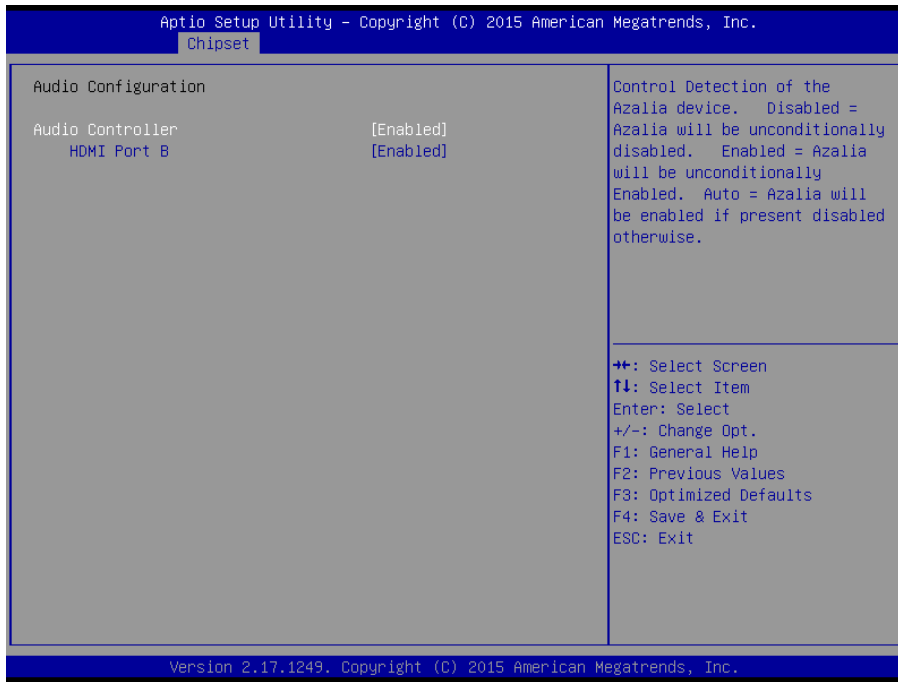 Aptio Setup Utility – Copyright (C) 2015 American Megatrends, Inc.
Chipset
Audio Configuration
Audio Controller [Enabled]
HDMI Port B [Enabled]
Control Detection of the
Azalia device. Disabled =
Azalia will be unconditionally
disabled. Enabled = Azalia
will be unconditionally
Enabled. Auto = Azalia will
be enabled if present disabled
otherwise.
→←: Select Screen
↑↓: Select Item
Enter: Select
+/-: Change Opt.
F1: General Help
F2: Previous Values
F3: Optimized Defaults
F4: Save & Exit
ESC: Exit
Version 2.17.1249. Copyright (C) 2015 American Megatrends, Inc.